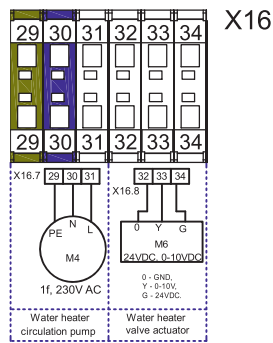 X16
29 30 31 32 33 34
29 30 31 32 33 34
X16.7 29 30 31 32 33 34
X16.8
PE N L 0 Y G
M4 M6
24VDC, 0-10VDC
1f, 230V AC
0 - GND,
Y - 0-10V,
G - 24VDC.
Water heater
circulation pump
Water heater
valve actuator